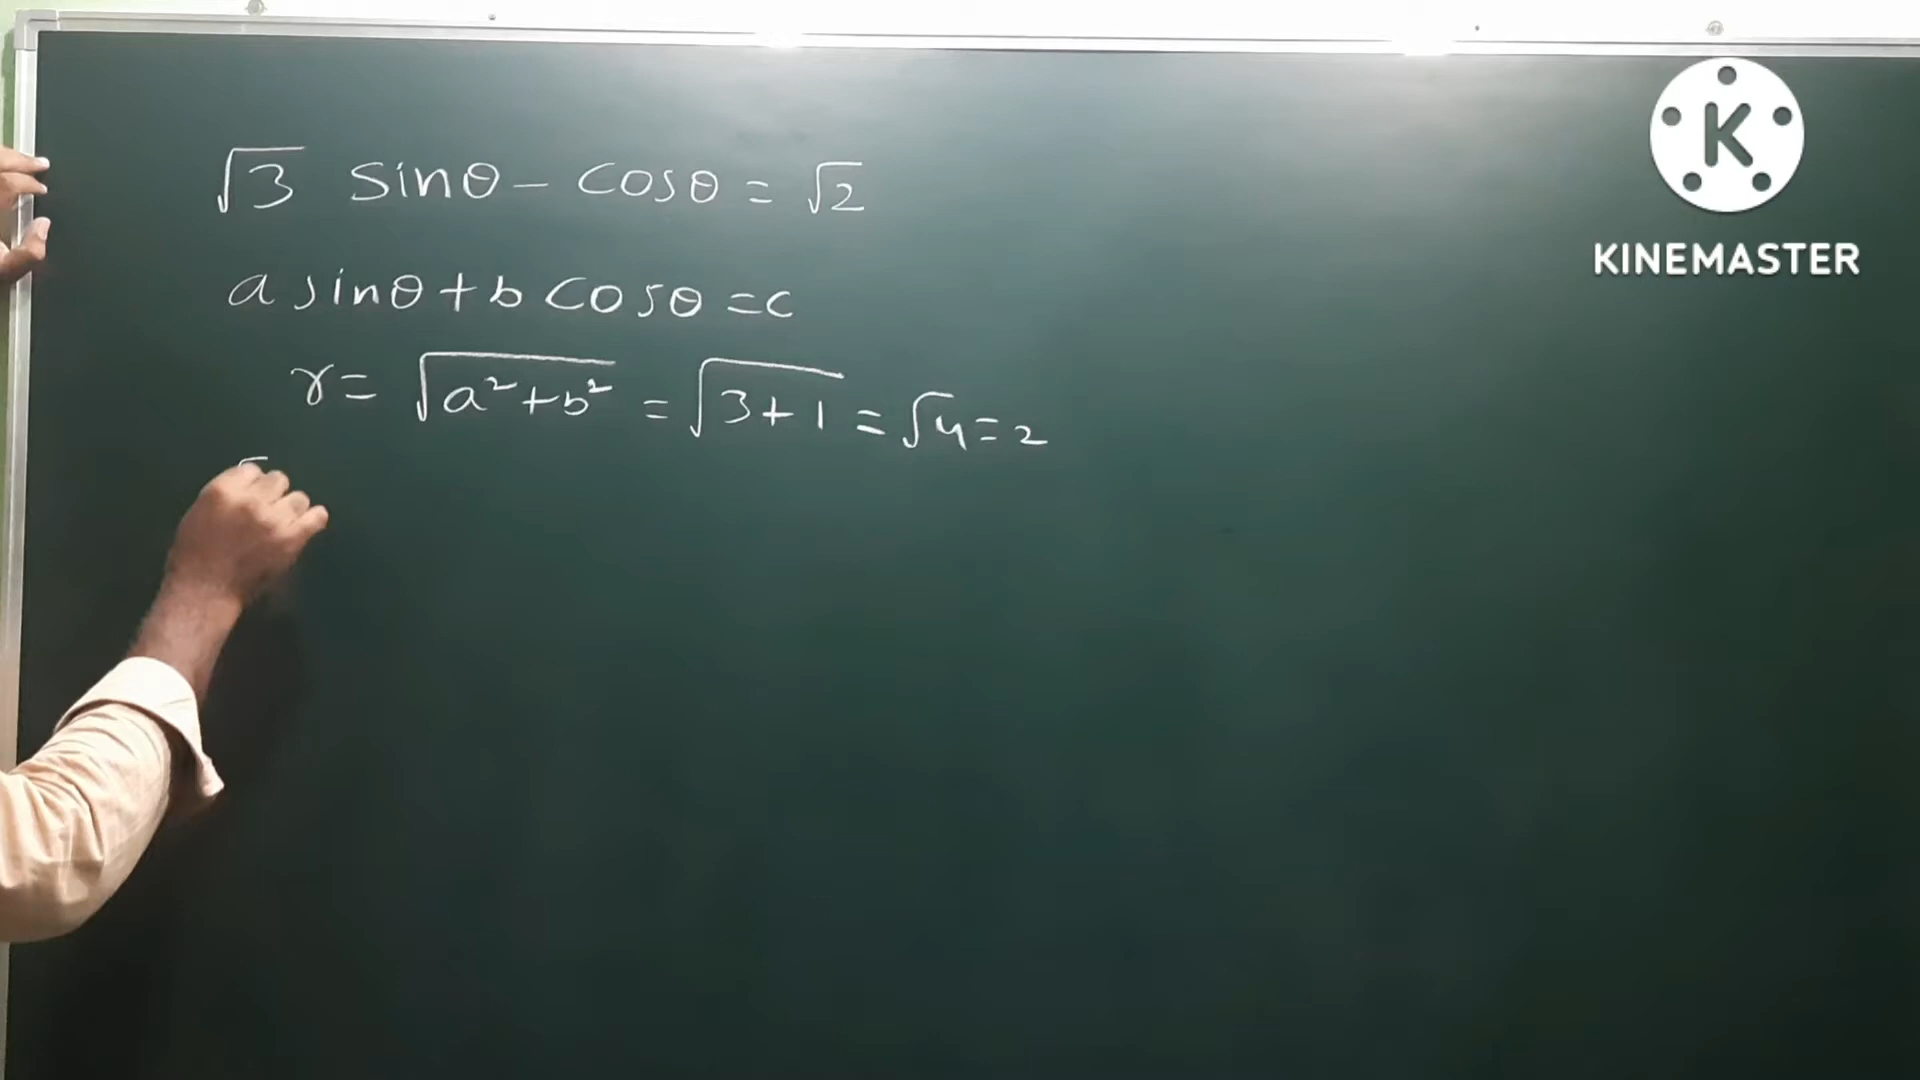 √3 sinθ - cosθ = √2
a sinθ + b cosθ = c
r = √a²+b² = √3+1 = √4 = 2
K
KINEMASTER